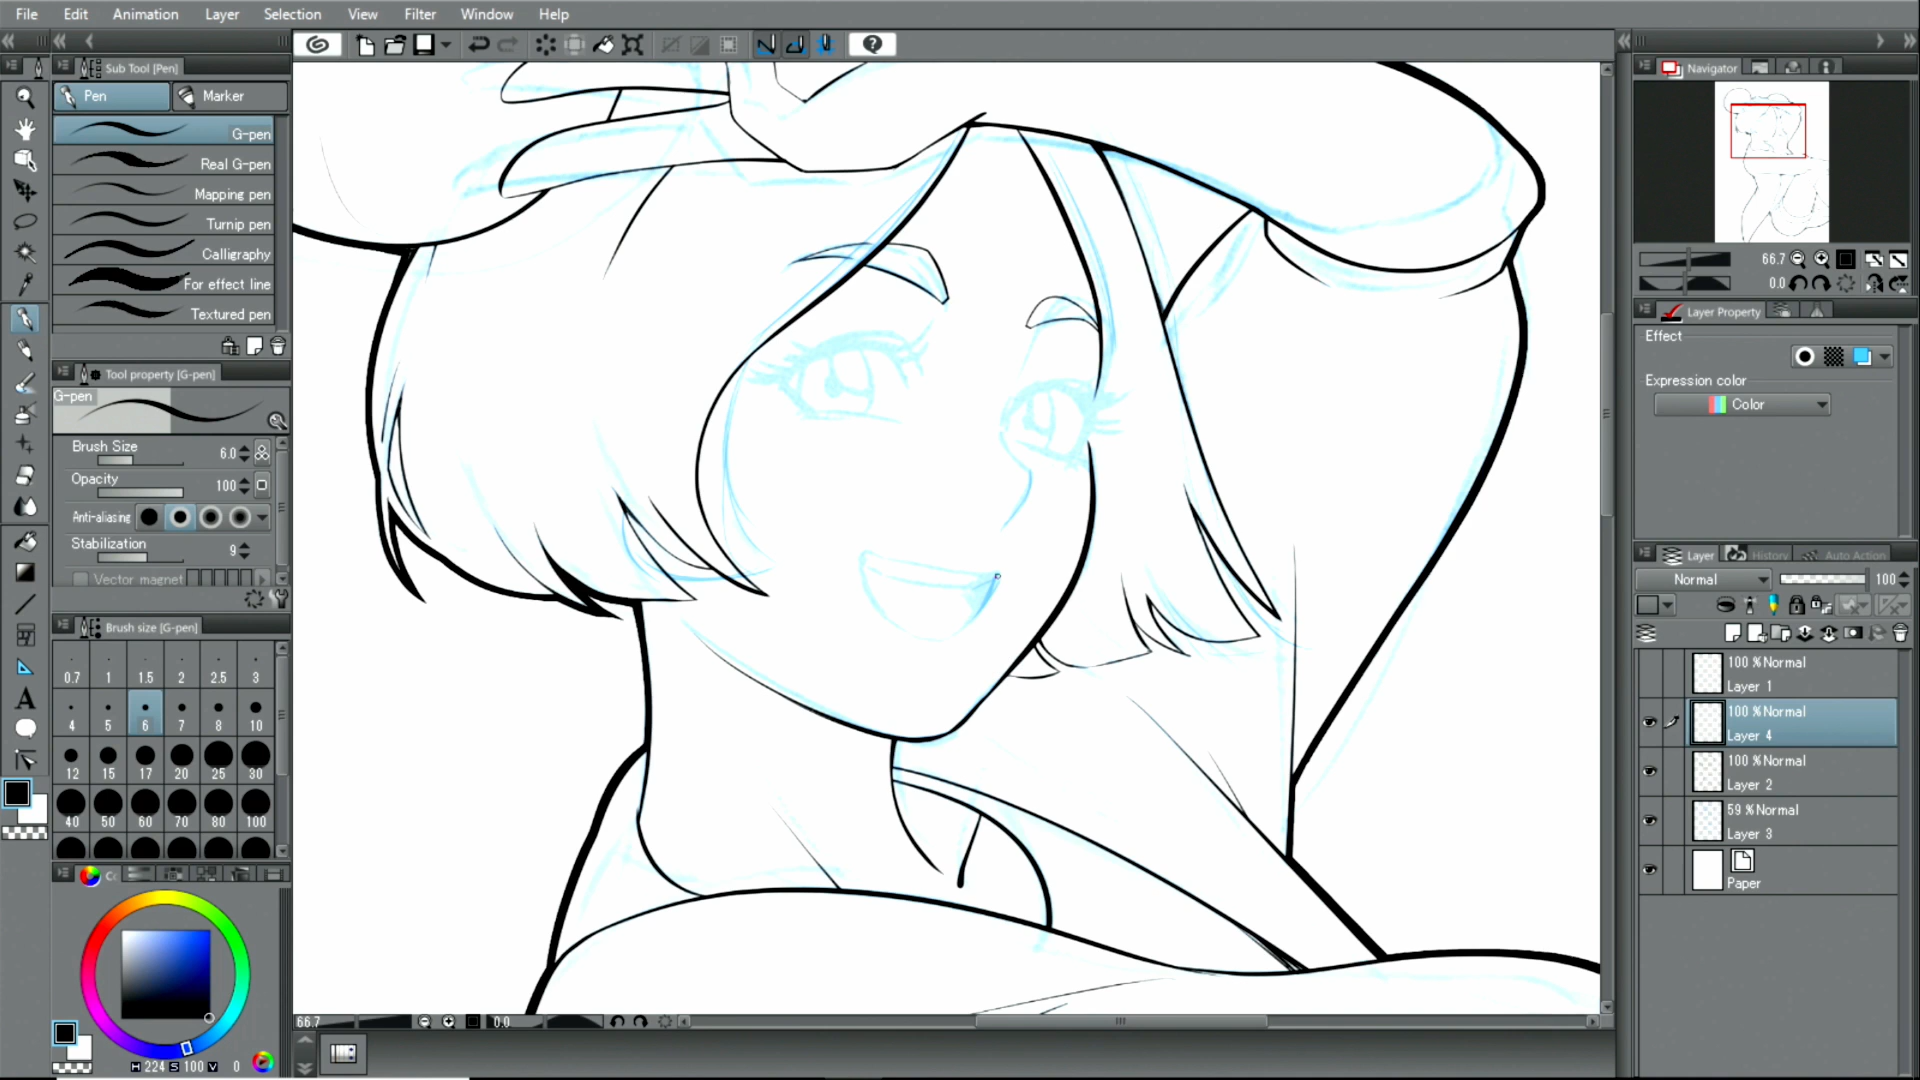 File Edit Animation Layer Selection View Filter Window Help
Sub Tool [Pen]
Pen Marker
G-pen
Real G-pen
Mapping pen
Turnip pen
Calligraphy
For effect line
Textured pen
Tool property [G-pen]
G-pen
Brush Size 6.0
Opacity 100
Anti-aliasing
Stabilization 9
Vector magnet
Brush size [G-pen]
0.7 1 1.5 2 2.5 3
4 5 6 7 8 10
12 15 17 20 25 30
40 50 60 70 80 100
H 224 S 100 V 0
66.7 0.0
Navigator
66.7
0.0
Layer Property
Effect
Expression color
Color
Layer History Auto Action
Normal 100
100 %Normal
Layer 1
100 %Normal
Layer 4
100 %Normal
Layer 2
59 %Normal
Layer 3
Paper